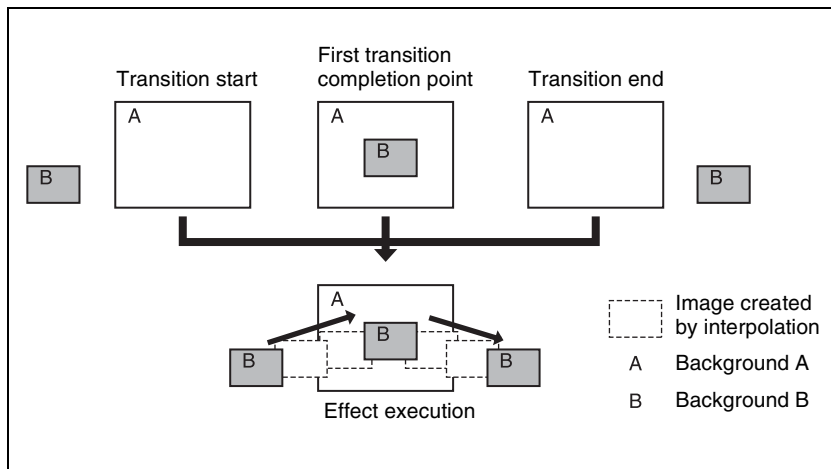 Transition start
First transition
completion point
Transition end
A
A
A
B
B
B
A
B
B
B
Effect execution
Image created
by interpolation
A Background A
B Background B